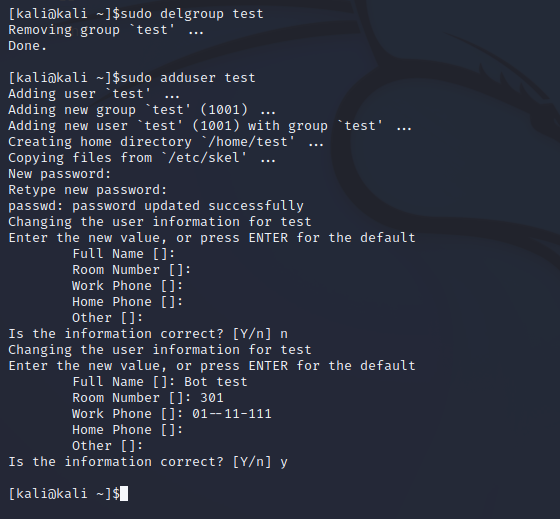 [kali@kali ~]$sudo delgroup test
Removing group `test' ...
Done.
[kali@kali ~]$sudo adduser test
Adding user `test' ...
Adding new group `test' (1001) ...
Adding new user `test' (1001) with group `test' ...
Creating home directory `/home/test' ...
Copying files from `/etc/skel' ...
New password:
Retype new password:
passwd: password updated successfully
Changing the user information for test
Enter the new value, or press ENTER for the default
Full Name []:
Room Number []:
Work Phone []:
Home Phone []:
Other []:
Is the information correct? [Y/n] n
Changing the user information for test
Enter the new value, or press ENTER for the default
Full Name []: Bot test
Room Number []: 301
Work Phone []: 01--11-111
Home Phone []:
Other []:
Is the information correct? [Y/n] y
[kali@kali ~]$